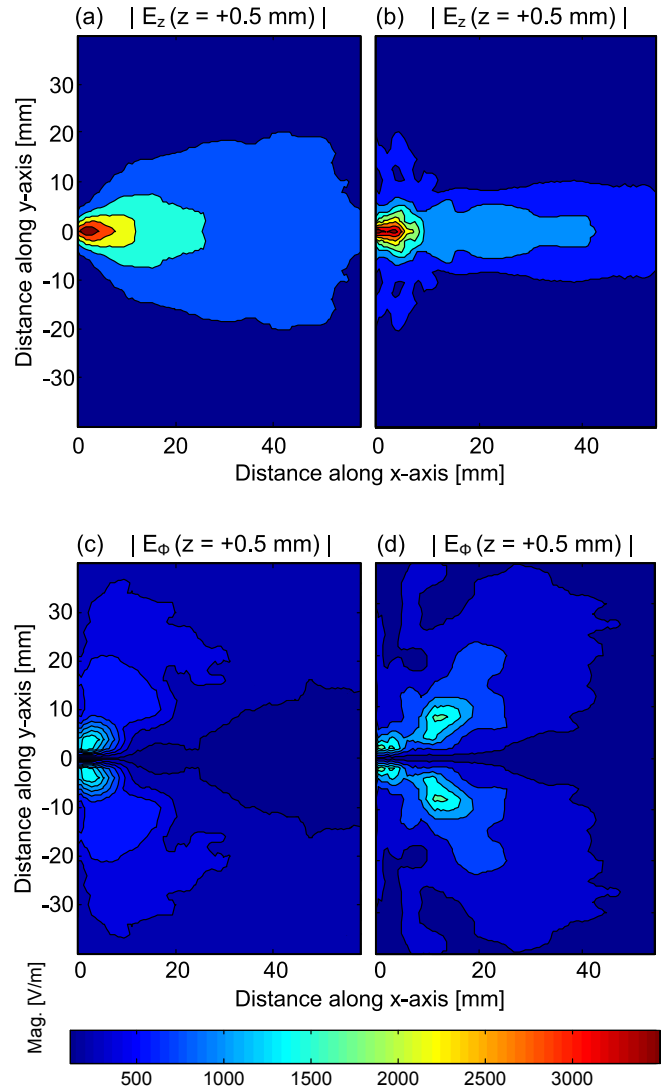 (a) | E_z (z = +0.5 mm) | (b) | E_z (z = +0.5 mm) |
Distance along y-axis [mm]
30
20
10
0
-10
-20
-30
0 20 40 0 20 40
Distance along x-axis [mm]
(c) | E_Φ (z = +0.5 mm) | (d) | E_Φ (z = +0.5 mm) |
Distance along y-axis [mm]
30
20
10
0
-10
-20
-30
0 20 40 0 20 40
Distance along x-axis [mm]
Mag. [V/m]
500 1000 1500 2000 2500 3000